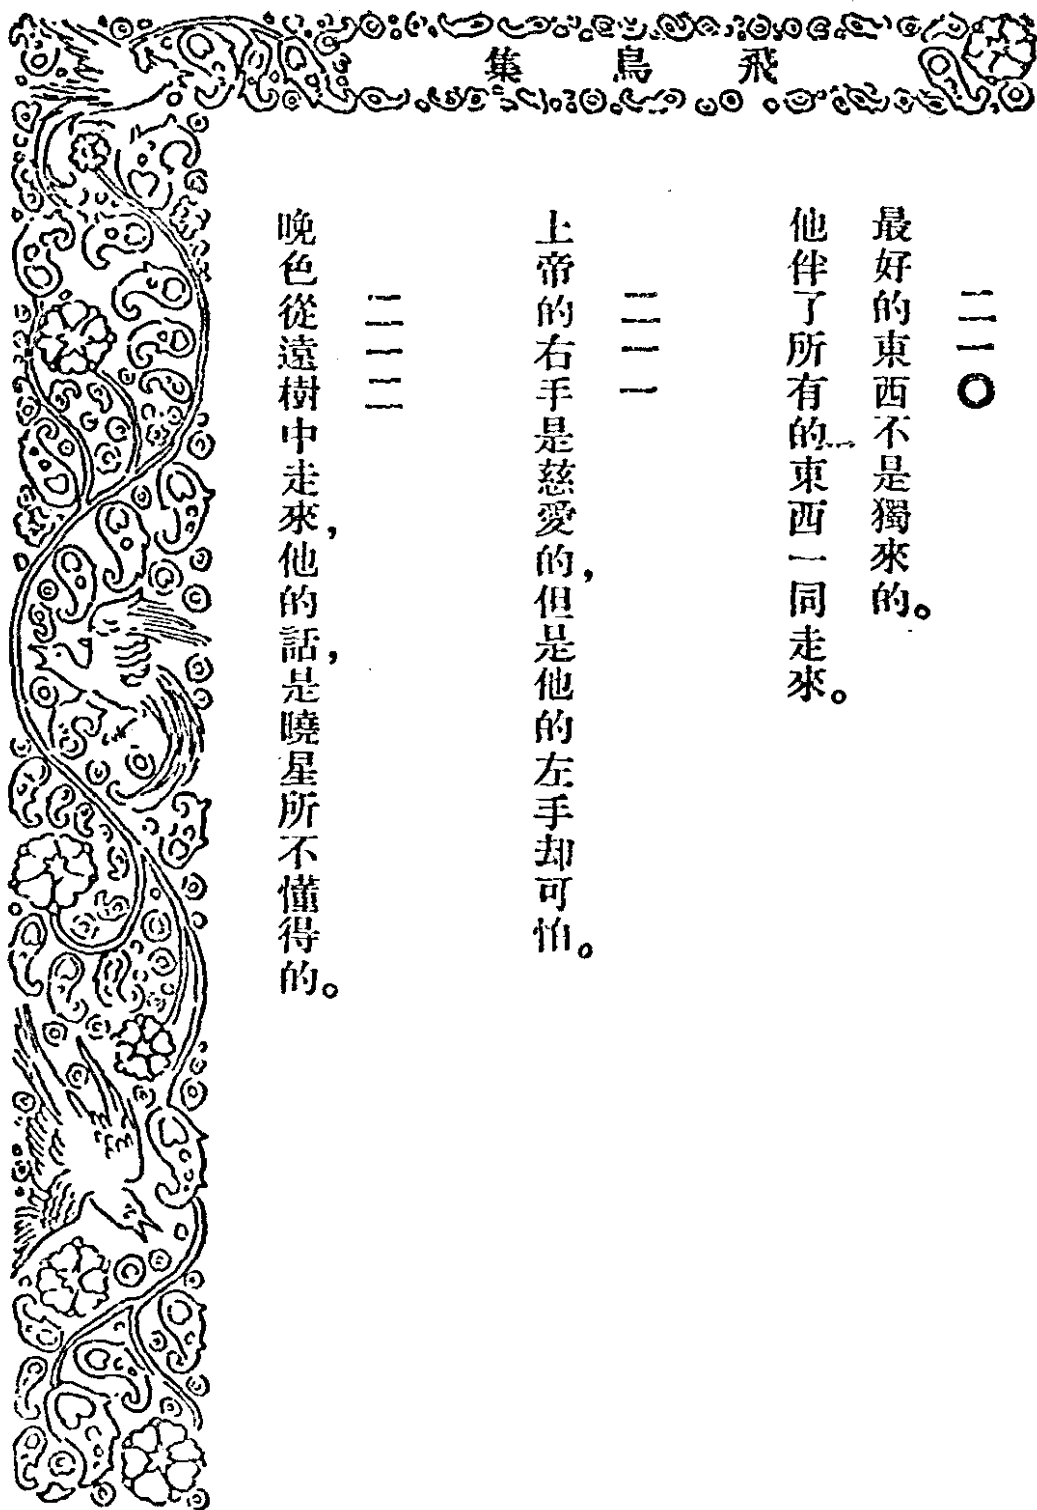 飛鳥集
二一〇
最好的東西不是獨來的。
他伴了所有的東西一同走來。
二一一
上帝的右手是慈愛的，但是他的左手却可怕。
二一二
晚色從遠樹中走來，他的話，是曉星所不懂得的。